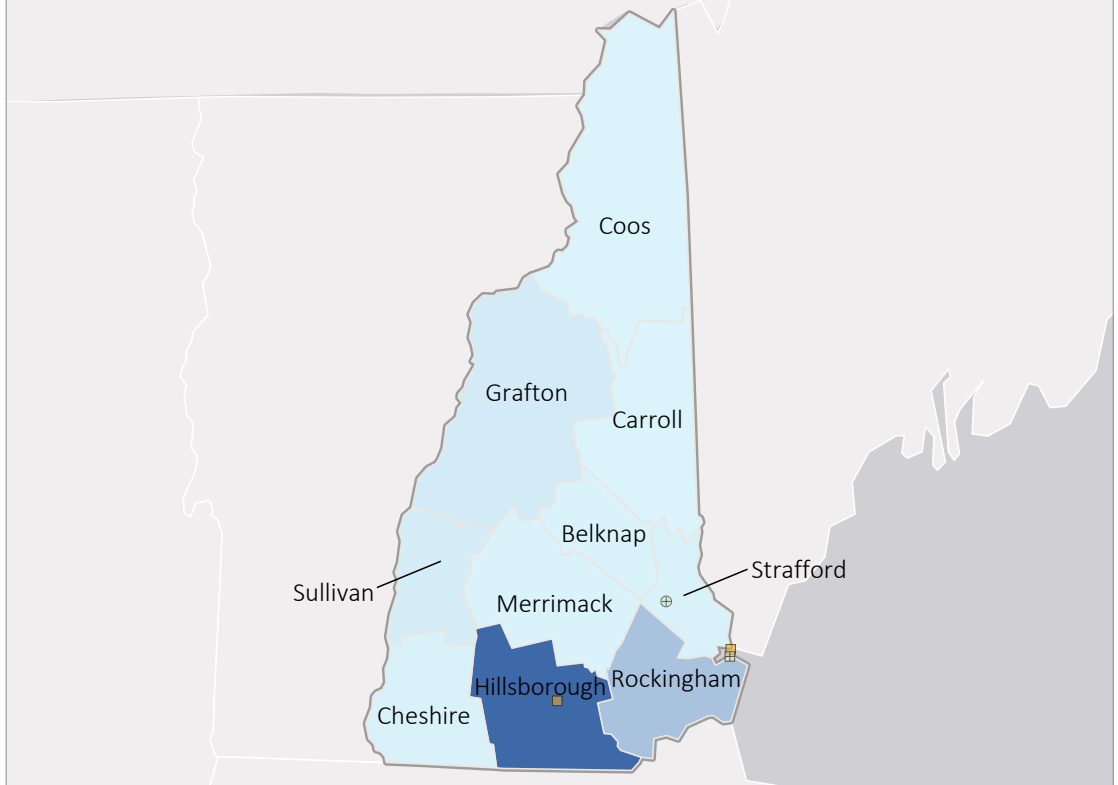 Coos
Grafton
Carroll
Belknap
Strafford
Sullivan
Merrimack
Rockingham
Hillsborough
Cheshire